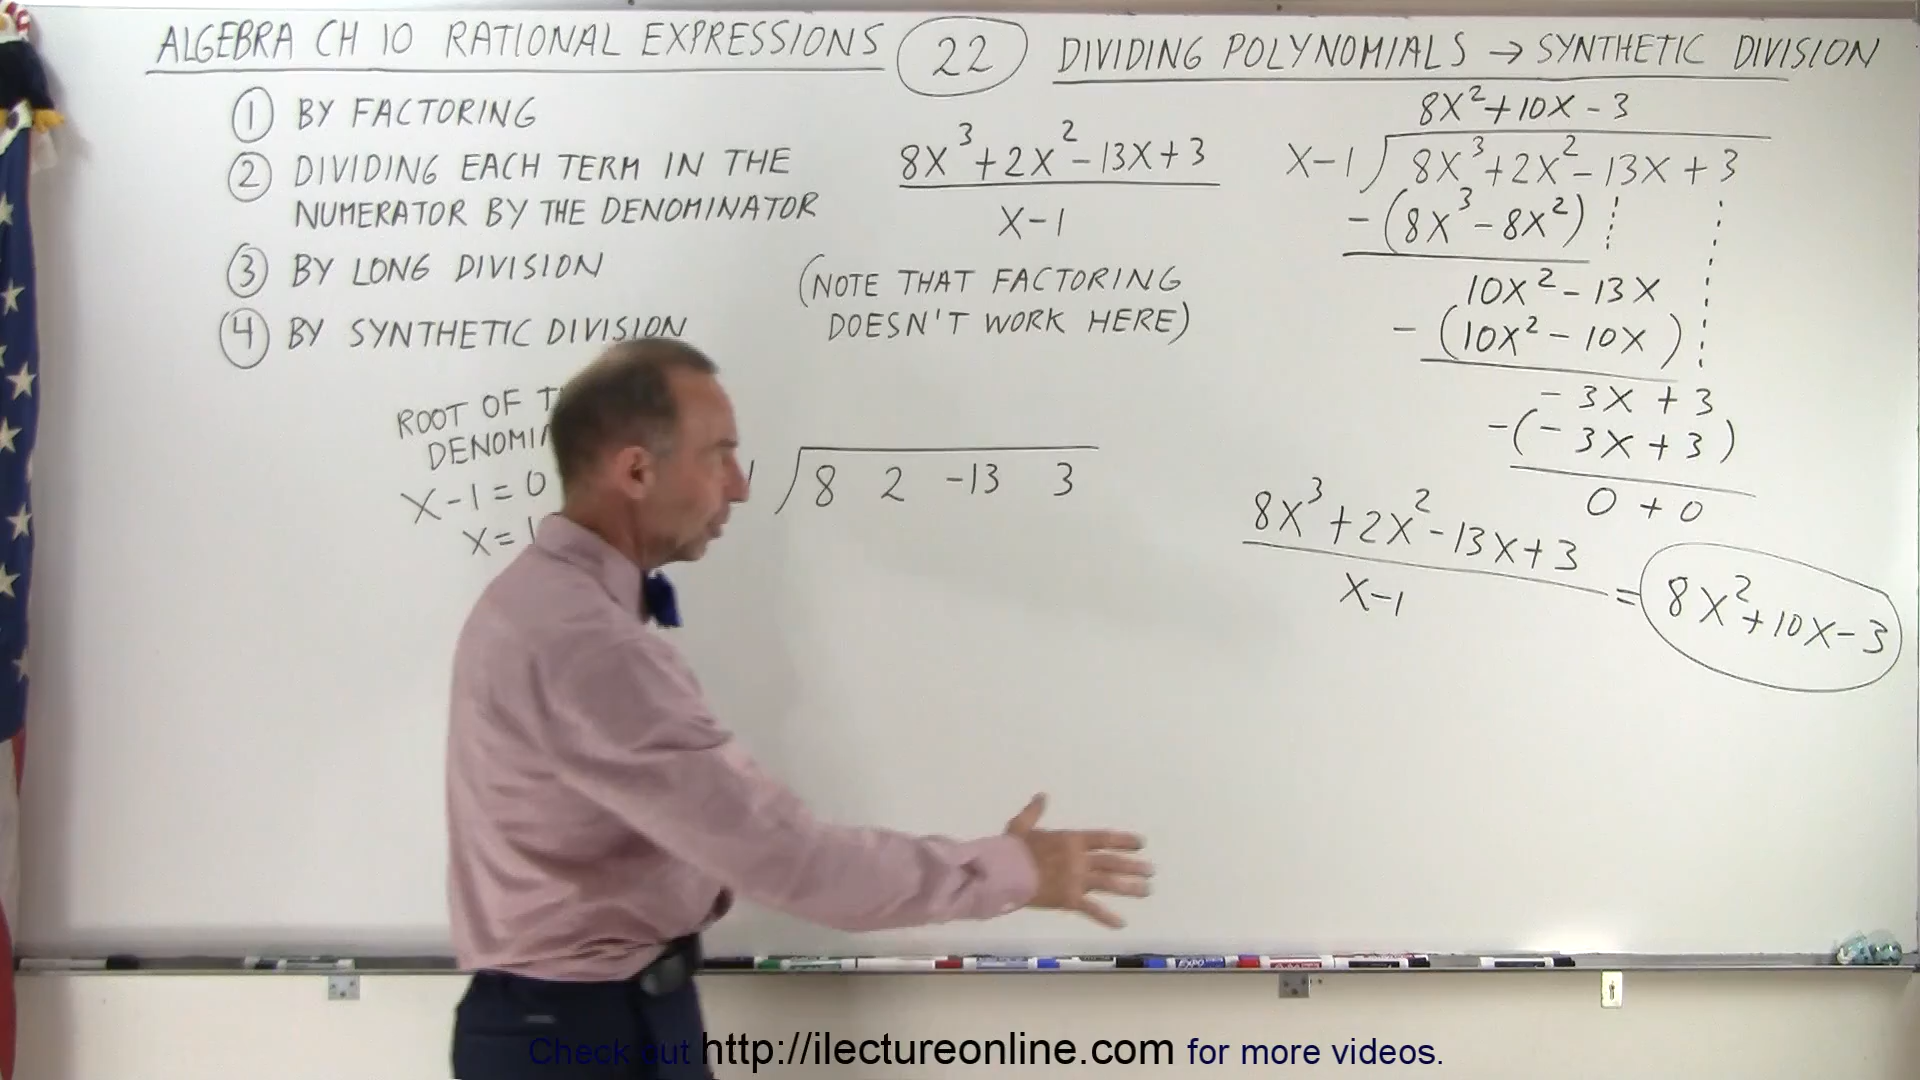 ALGEBRA CH 10 RATIONAL EXPRESSIONS 22 DIVIDING POLYNOMIALS → SYNTHETIC DIVISION
1 BY FACTORING
2 DIVIDING EACH TERM IN THE
NUMERATOR BY THE DENOMINATOR
3 BY LONG DIVISION
4 BY SYNTHETIC DIVISION
ROOT OF
X-1=0
X=1
8X³+2X²-13X+3
X-1
(NOTE THAT FACTORING
DOESN'T WORK HERE)
8 2 -13 3
8X²+10X-3
X-1 8X³+2X²-13X+3
-(8X³-8X²)
10X²-13X
-(10X²-10X)
-3X+3
-(-3X+3)
0+0
8X³+2X²-13X+3
X-1
=8X²+10X-3
Check out http://ilectureonline.com for more videos.